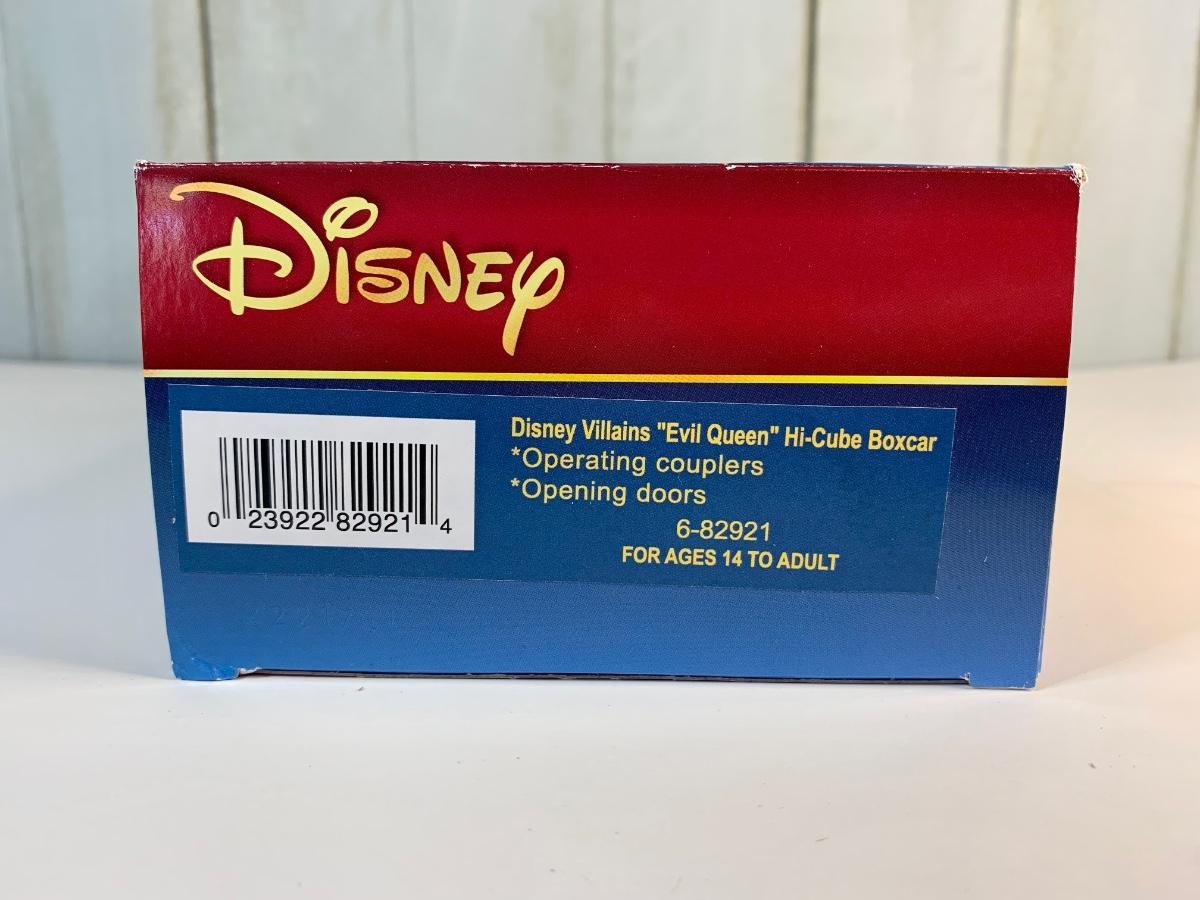 Disney
Disney Villains "Evil Queen" Hi-Cube Boxcar
*Operating couplers
*Opening doors
6-82921
FOR AGES 14 TO ADULT
0 23922 82921 4